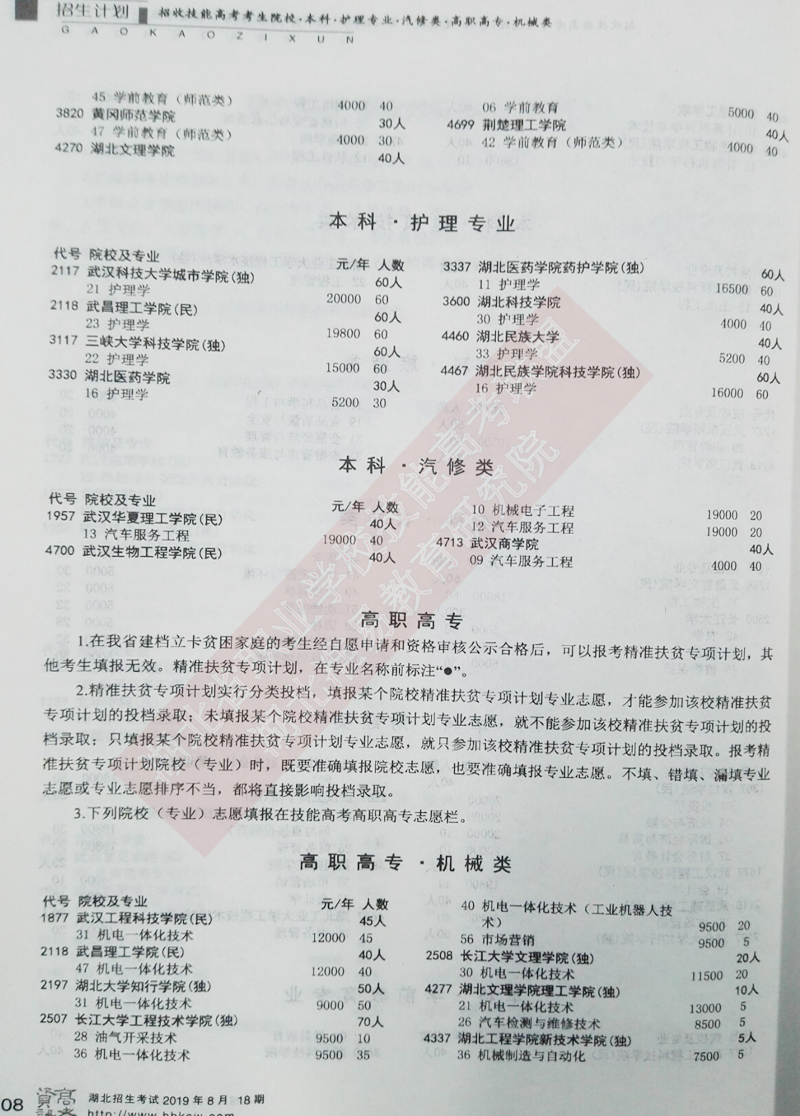 招生计划 招收技能高考考生院校·本科·护理专业·汽修类·高职高专·机械类
GAOKAOZIXUN
45 学前教育（师范类） 4000 40
3820 黄冈师范学院 30人
47 学前教育（师范类） 4000 30
4270 湖北文理学院 40人
06 学前教育 5000 40
4699 荆楚理工学院 40人
42 学前教育（师范类） 4000 40
本科·护理专业
代号 院校及专业 元/年 人数
2117 武汉科技大学城市学院(独) 60人
21 护理学 20000 60
2118 武昌理工学院(民) 60人
23 护理学 19800 60
3117 三峡大学科技学院(独) 60人
22 护理学 15000 60
3330 湖北医药学院 30人
16 护理学 5200 30
3337 湖北医药学院药护学院(独) 60人
11 护理学 16500 60
3600 湖北科技学院 40人
30 护理学 4000 40
4460 湖北民族大学 40人
33 护理学 5200 40
4467 湖北民族学院科技学院(独) 60人
16 护理学 16000 60
本科·汽修类
代号 院校及专业 元/年 人数
1957 武汉华夏理工学院(民) 40人
13 汽车服务工程 19000 40
4700 武汉生物工程学院(民) 40人
10 机械电子工程 19000 20
12 汽车服务工程 19000 20
4713 武汉商学院 40人
09 汽车服务工程 4000 40
高职高专
1.在我省建档立卡贫困家庭的考生经自愿申请和资格审核公示合格后，可以报考精准扶贫专项计划，其
他考生填报无效。精准扶贫专项计划，在专业名称前标注“●”。
2.精准扶贫专项计划实行分类投档，填报某个院校精准扶贫专项计划专业志愿，才能参加该校精准扶贫
专项计划的投档录取；未填报某个院校精准扶贫专项计划专业志愿，就不能参加该校精准扶贫专项计划的投
档录取；只填报某个院校精准扶贫专项计划专业志愿，就只参加该校精准扶贫专项计划的投档录取。报考精
准扶贫专项计划院校（专业）时，既要准确填报院校志愿，也要准确填报专业志愿。不填、错填、漏填专业
志愿或专业志愿排序不当，都将直接影响投档录取。
3.下列院校（专业）志愿填报在技能高考高职高专志愿栏。
高职高专·机械类
代号 院校及专业 元/年 人数
1877 武汉工程科技学院(民) 45人
31 机电一体化技术 12000 45
2118 武昌理工学院(民) 40人
47 机电一体化技术 12000 40
2197 湖北大学知行学院(独) 50人
31 机电一体化技术 9000 50
2507 长江大学工程技术学院(独) 70人
28 油气开采技术 9500 10
36 机电一体化技术 9500 35
40 机电一体化技术（工业机器人技
术） 9500 20
56 市场营销 9500 5
2508 长江大学文理学院(独) 20人
30 机电一体化技术 11500 20
4277 湖北文理学院理工学院(独) 10人
21 机电一体化技术 13000 5
26 汽车检测与维修技术 8500 5
4337 湖北工程学院新技术学院(独) 5人
36 机械制造与自动化 7500 5
08 湖北招生考试 2019年8月 18期